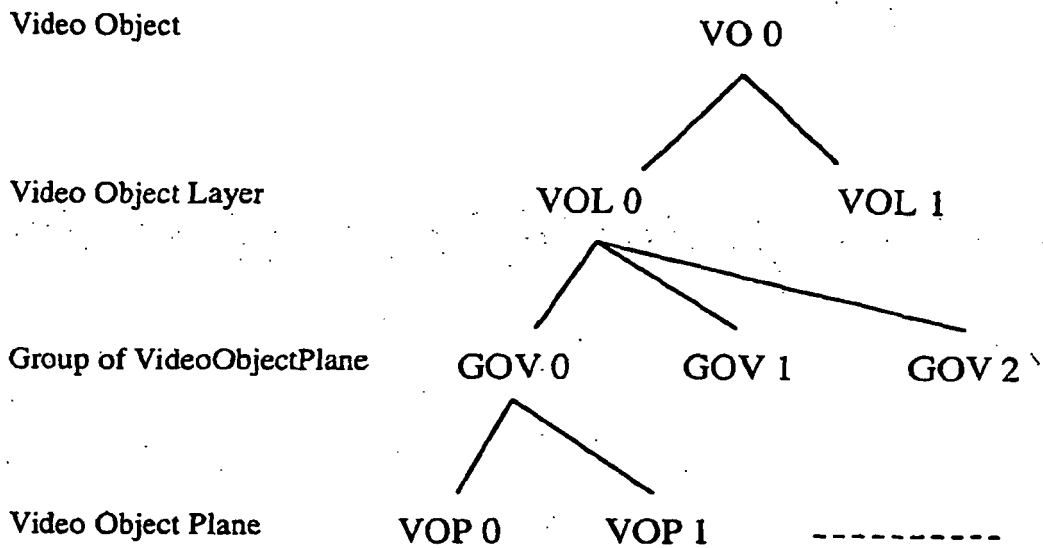 Video Object VO 0
Video Object Layer VOL 0 VOL 1
Group of VideoObjectPlane GOV 0 GOV 1 GOV 2
Video Object Plane VOP 0 VOP 1 ----------